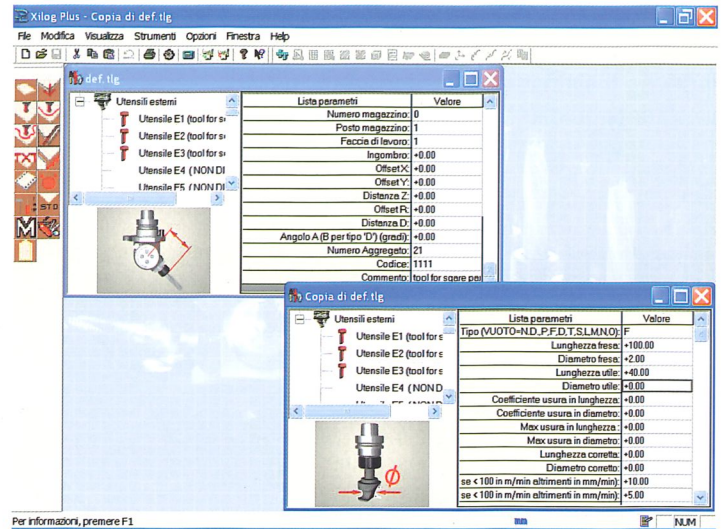 Xilog Plus - Copia di def.tlg
File Modifica Visualizza Strumenti Opzioni Finestra Help
def.tlg
Utensili esterni
Utensile E1 (tool for s
Utensile E2 (tool for s
Utensile E3 (tool for s
Utensile E4 (NON DI
Utensile E5 (NON DI
Lista parametri Valore
Numero magazzino: 0
Posto magazzino: 1
Faccia di lavoro: 1
Ingombro: +0.00
Offset X: +0.00
Offset Y: +0.00
Distanza Z: +0.00
Offset R: +0.00
Distanza D: +0.00
Angolo A (B per tipo 'D') (gradi): +0.00
Numero Aggregato: 21
Codice: 1111
Commento: tool for sqare par
STD
M
Copia di def.tlg
Utensili esterni
Utensile E1 (tool for s
Utensile E2 (tool for s
Utensile E3 (tool for s
Utensile E4 (NON D
Lista parametri Valore
Tipo (VUOTO=N.D.,P,F,D,T,S,L,M,N,O): F
Lunghezza fresa: +100.00
Diametro fresa: +2.00
Lunghezza utile: +40.00
Diametro utile: +0.00
Coefficiente usura in lunghezza: +0.00
Coefficiente usura in diametro: +0.00
Max usura in lunghezza : +0.00
Max usura in diametro: +0.00
Lunghezza corretta: +0.00
Diametro corretto: +0.00
se < 100 in m/min altrimenti in mm/min): +10.00
se < 100 in m/min altrimenti in mm/min): +5.00
Ø
Per informazioni, premere F1
mm
NUM